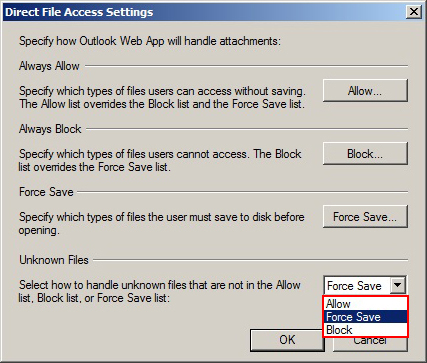 Direct File Access Settings
Specify how Outlook Web App will handle attachments:
Always Allow
Specify which types of files users can access without saving.
The Allow list overrides the Block list and the Force Save list.
Allow...
Always Block
Specify which types of files users cannot access. The Block
list overrides the Force Save list.
Block...
Force Save
Specify which types of files the user must save to disk before
opening.
Force Save...
Unknown Files
Select how to handle unknown files that are not in the Allow
list, Block list, or Force Save list:
Force Save
Allow
Force Save
Block
OK
Cancel